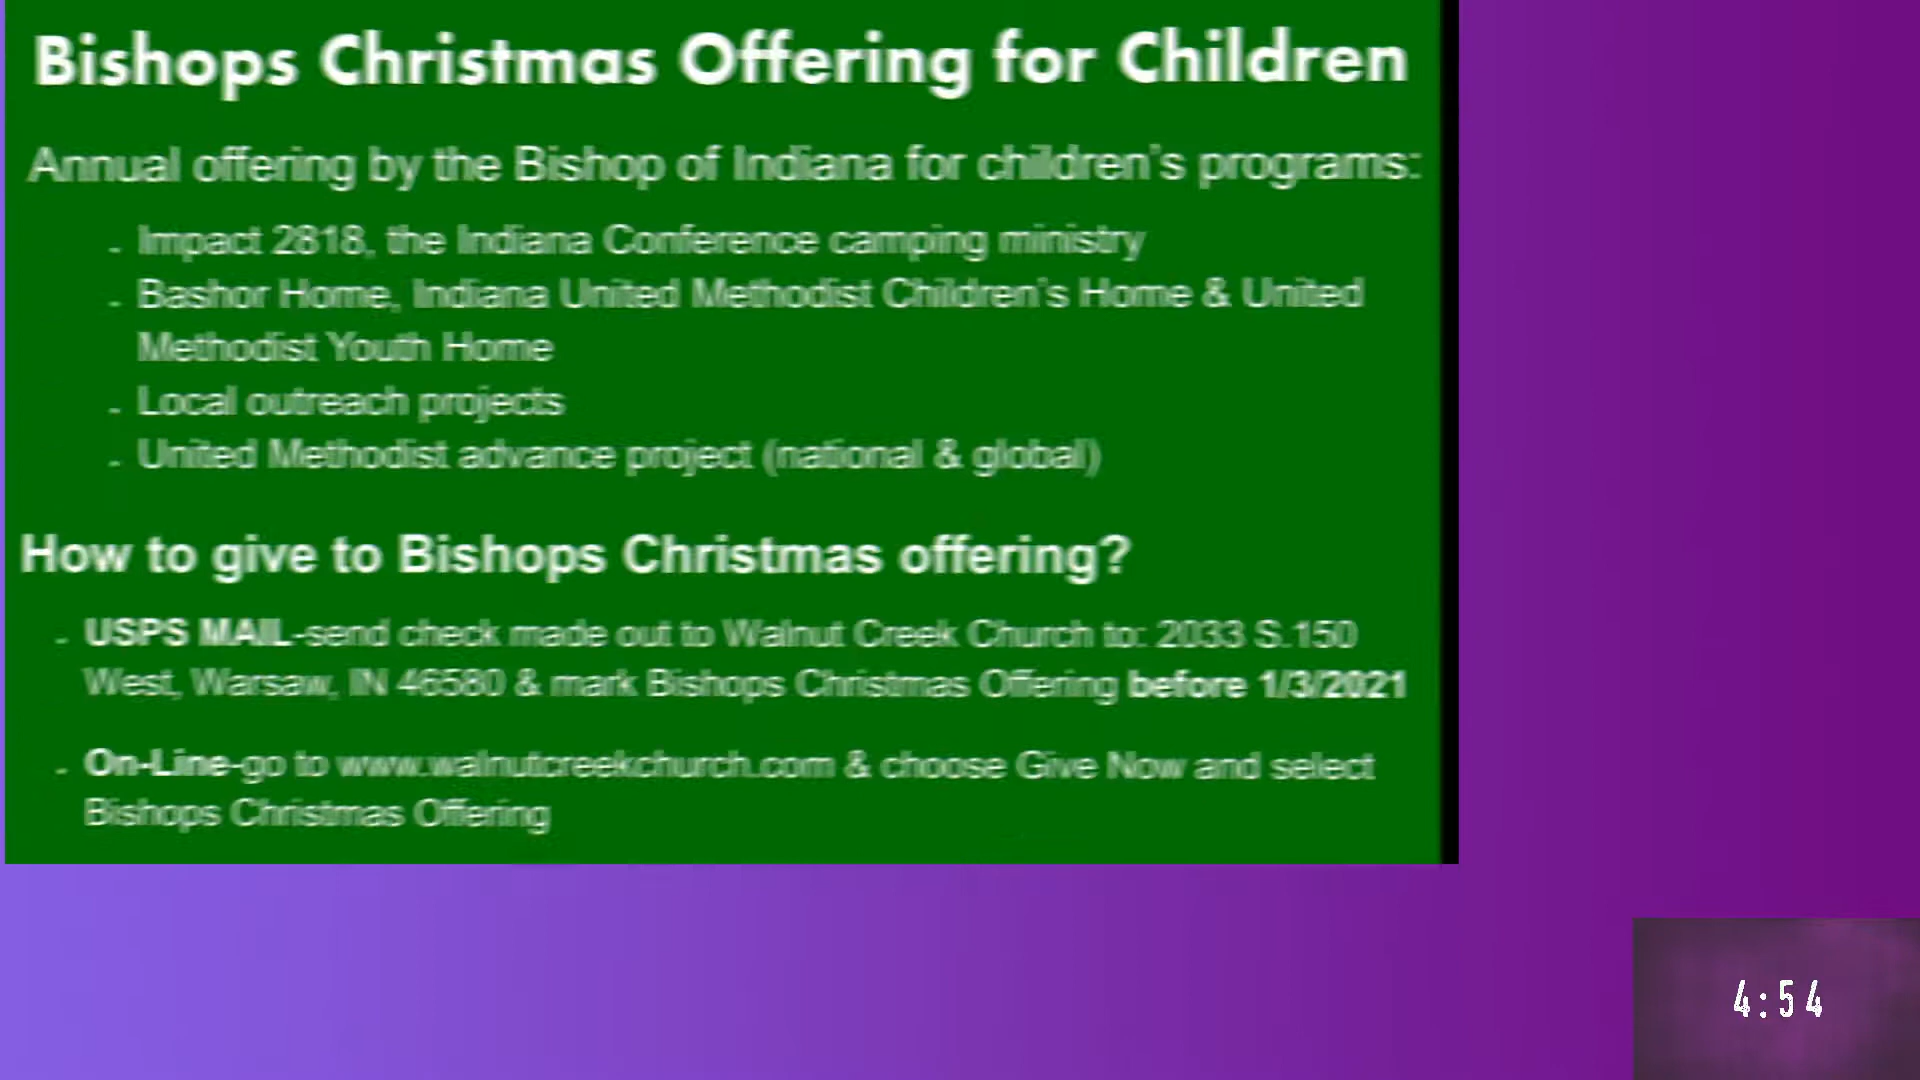 Bishops Christmas Offering for Children
Annual offering by the Bishop of Indiana for children's programs:
- Impact 2818, the Indiana Conference camping ministry
- Bashor Home, Indiana United Methodist Children's Home & United
Methodist Youth Home
- Local outreach projects
- United Methodist advance project (national & global)
How to give to Bishops Christmas offering?
- USPS MAIL-send check made out to Walnut Creek Church to: 2033 S.150
West, Warsaw, IN 46580 & mark Bishops Christmas Offering before 1/3/2021
- On-Line-go to www.walnutcreekchurch.com & choose Give Now and select
Bishops Christmas Offering
4:54